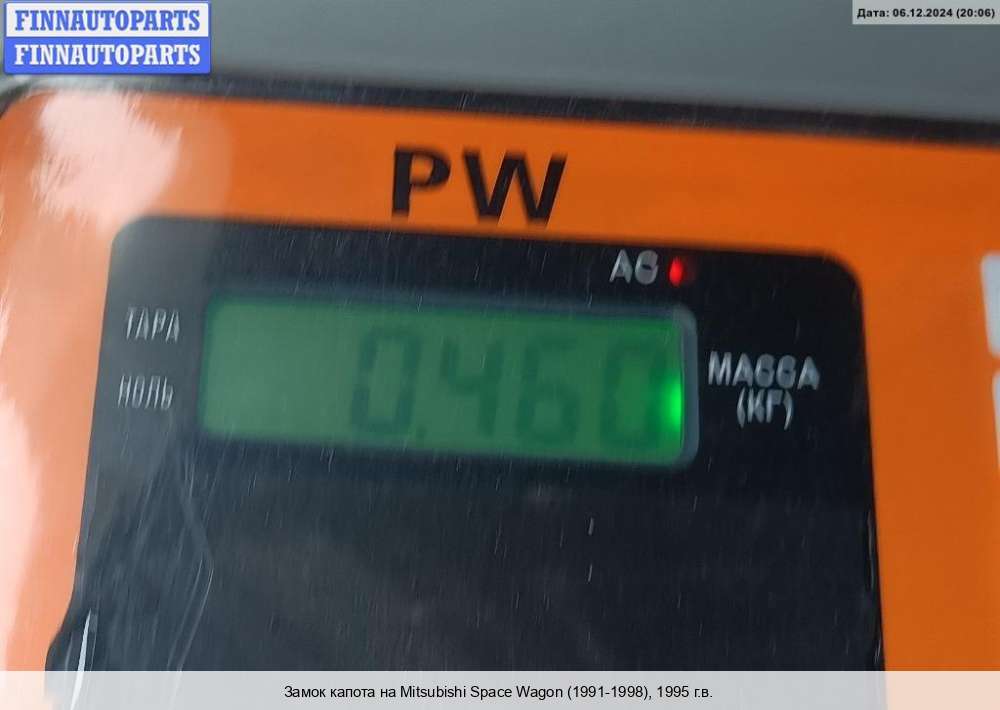 FINNAUTOPARTS
FINNAUTOPARTS
Дата: 06.12.2024 (20:06)
PW
AC
ТАРА
НОЛЬ
0.460
МАССА
(КГ)
Замок капота на Mitsubishi Space Wagon (1991-1998), 1995 г.в.